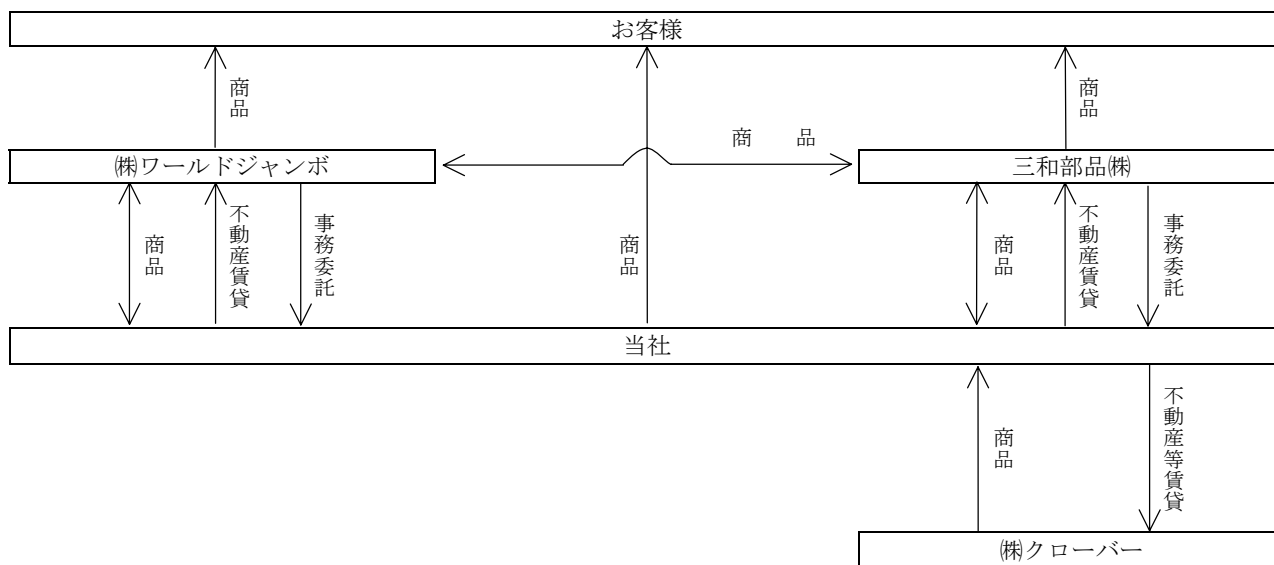 お客様
商品
商品
商　　品
㈱ワールドジャンボ
三和部品㈱
商品
不動産賃貸
事務委託
商品
商品
不動産賃貸
事務委託
当社
商品
不動産等賃貸
㈱クローバー